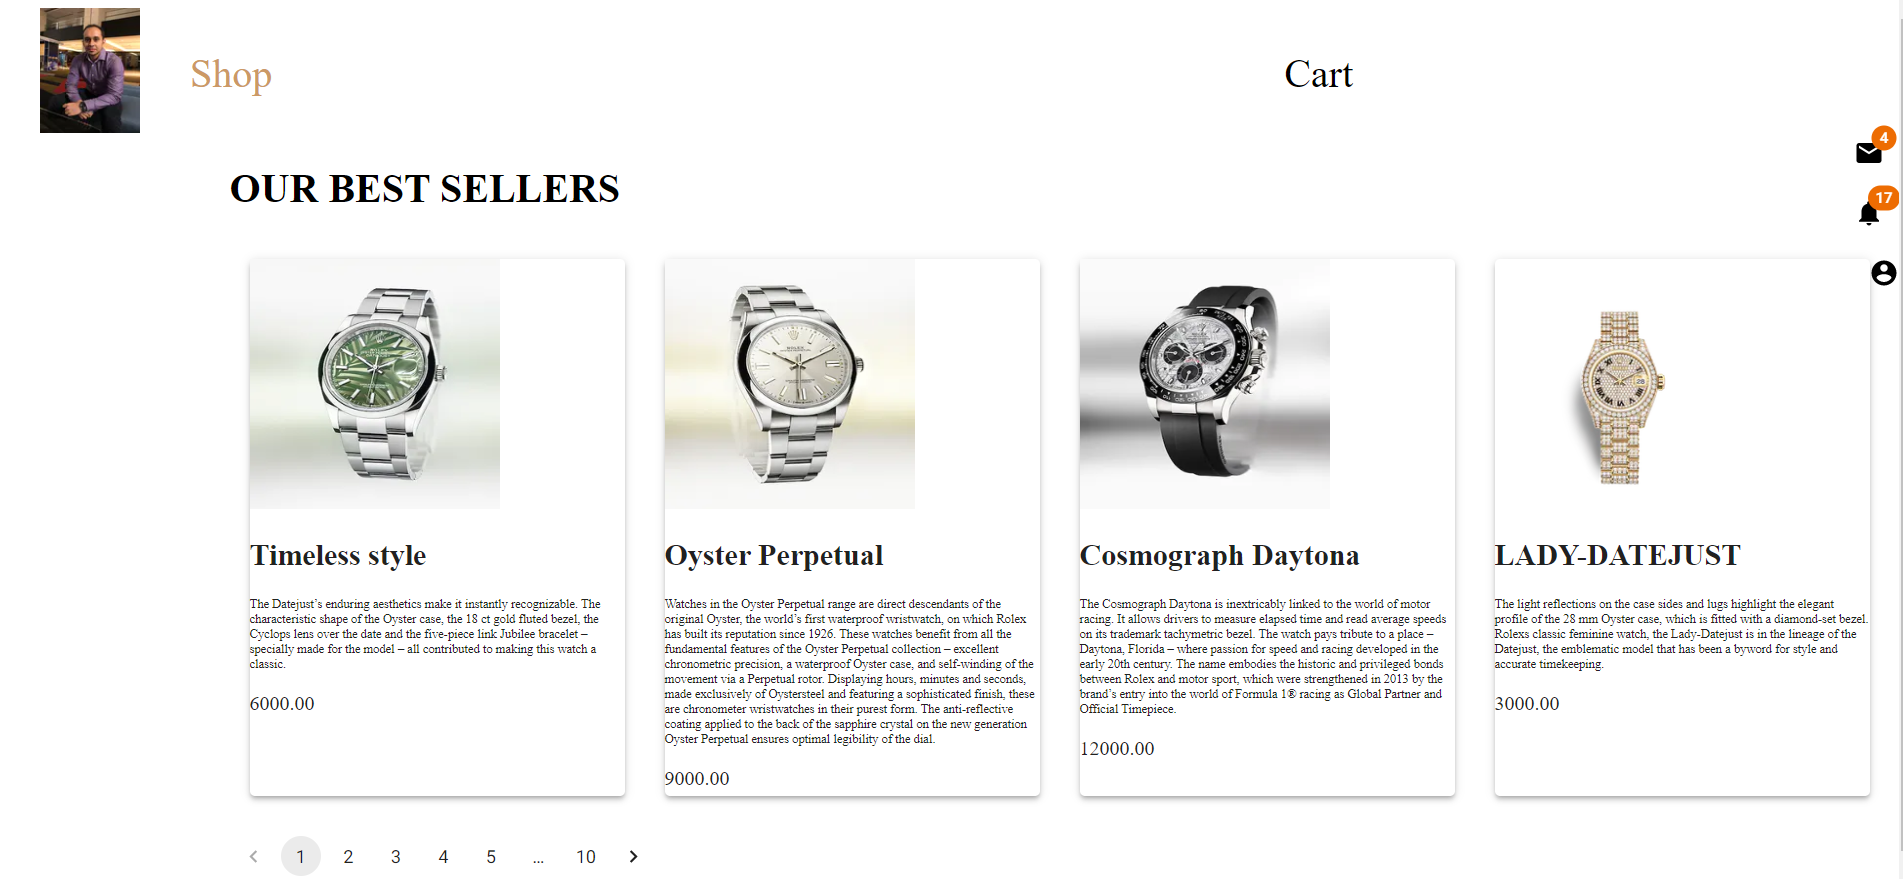 Shop
Cart
4
17
OUR BEST SELLERS
Timeless style
The Datejust’s enduring aesthetics make it instantly recognizable. The
characteristic shape of the Oyster case, the 18 ct gold fluted bezel, the
Cyclops lens over the date and the five-piece link Jubilee bracelet –
specially made for the model – all contributed to making this watch a
classic.
6000.00
Oyster Perpetual
Watches in the Oyster Perpetual range are direct descendants of the
original Oyster, the world’s first waterproof wristwatch, on which Rolex
has built its reputation since 1926. These watches benefit from all the
fundamental features of the Oyster Perpetual collection – excellent
chronometric precision, a waterproof Oyster case, and self-winding of the
movement via a Perpetual rotor. Displaying hours, minutes and seconds,
made exclusively of Oystersteel and featuring a sophisticated finish, these
are chronometer wristwatches in their purest form. The anti-reflective
coating applied to the back of the sapphire crystal on the new generation
Oyster Perpetual ensures optimal legibility of the dial.
9000.00
Cosmograph Daytona
The Cosmograph Daytona is inextricably linked to the world of motor
racing. It allows drivers to measure elapsed time and read average speeds
on its trademark tachymetric bezel. The watch pays tribute to a place –
Daytona, Florida – where passion for speed and racing developed in the
early 20th century. The name embodies the historic and privileged bonds
between Rolex and motor sport, which were strengthened in 2013 by the
brand’s entry into the world of Formula 1® racing as Global Partner and
Official Timepiece.
12000.00
LADY-DATEJUST
The light reflections on the case sides and lugs highlight the elegant
profile of the 28 mm Oyster case, which is fitted with a diamond-set bezel.
Rolexs classic feminine watch, the Lady-Datejust is in the lineage of the
Datejust, the emblematic model that has been a byword for style and
accurate timekeeping.
3000.00
1 2 3 4 5 ... 10